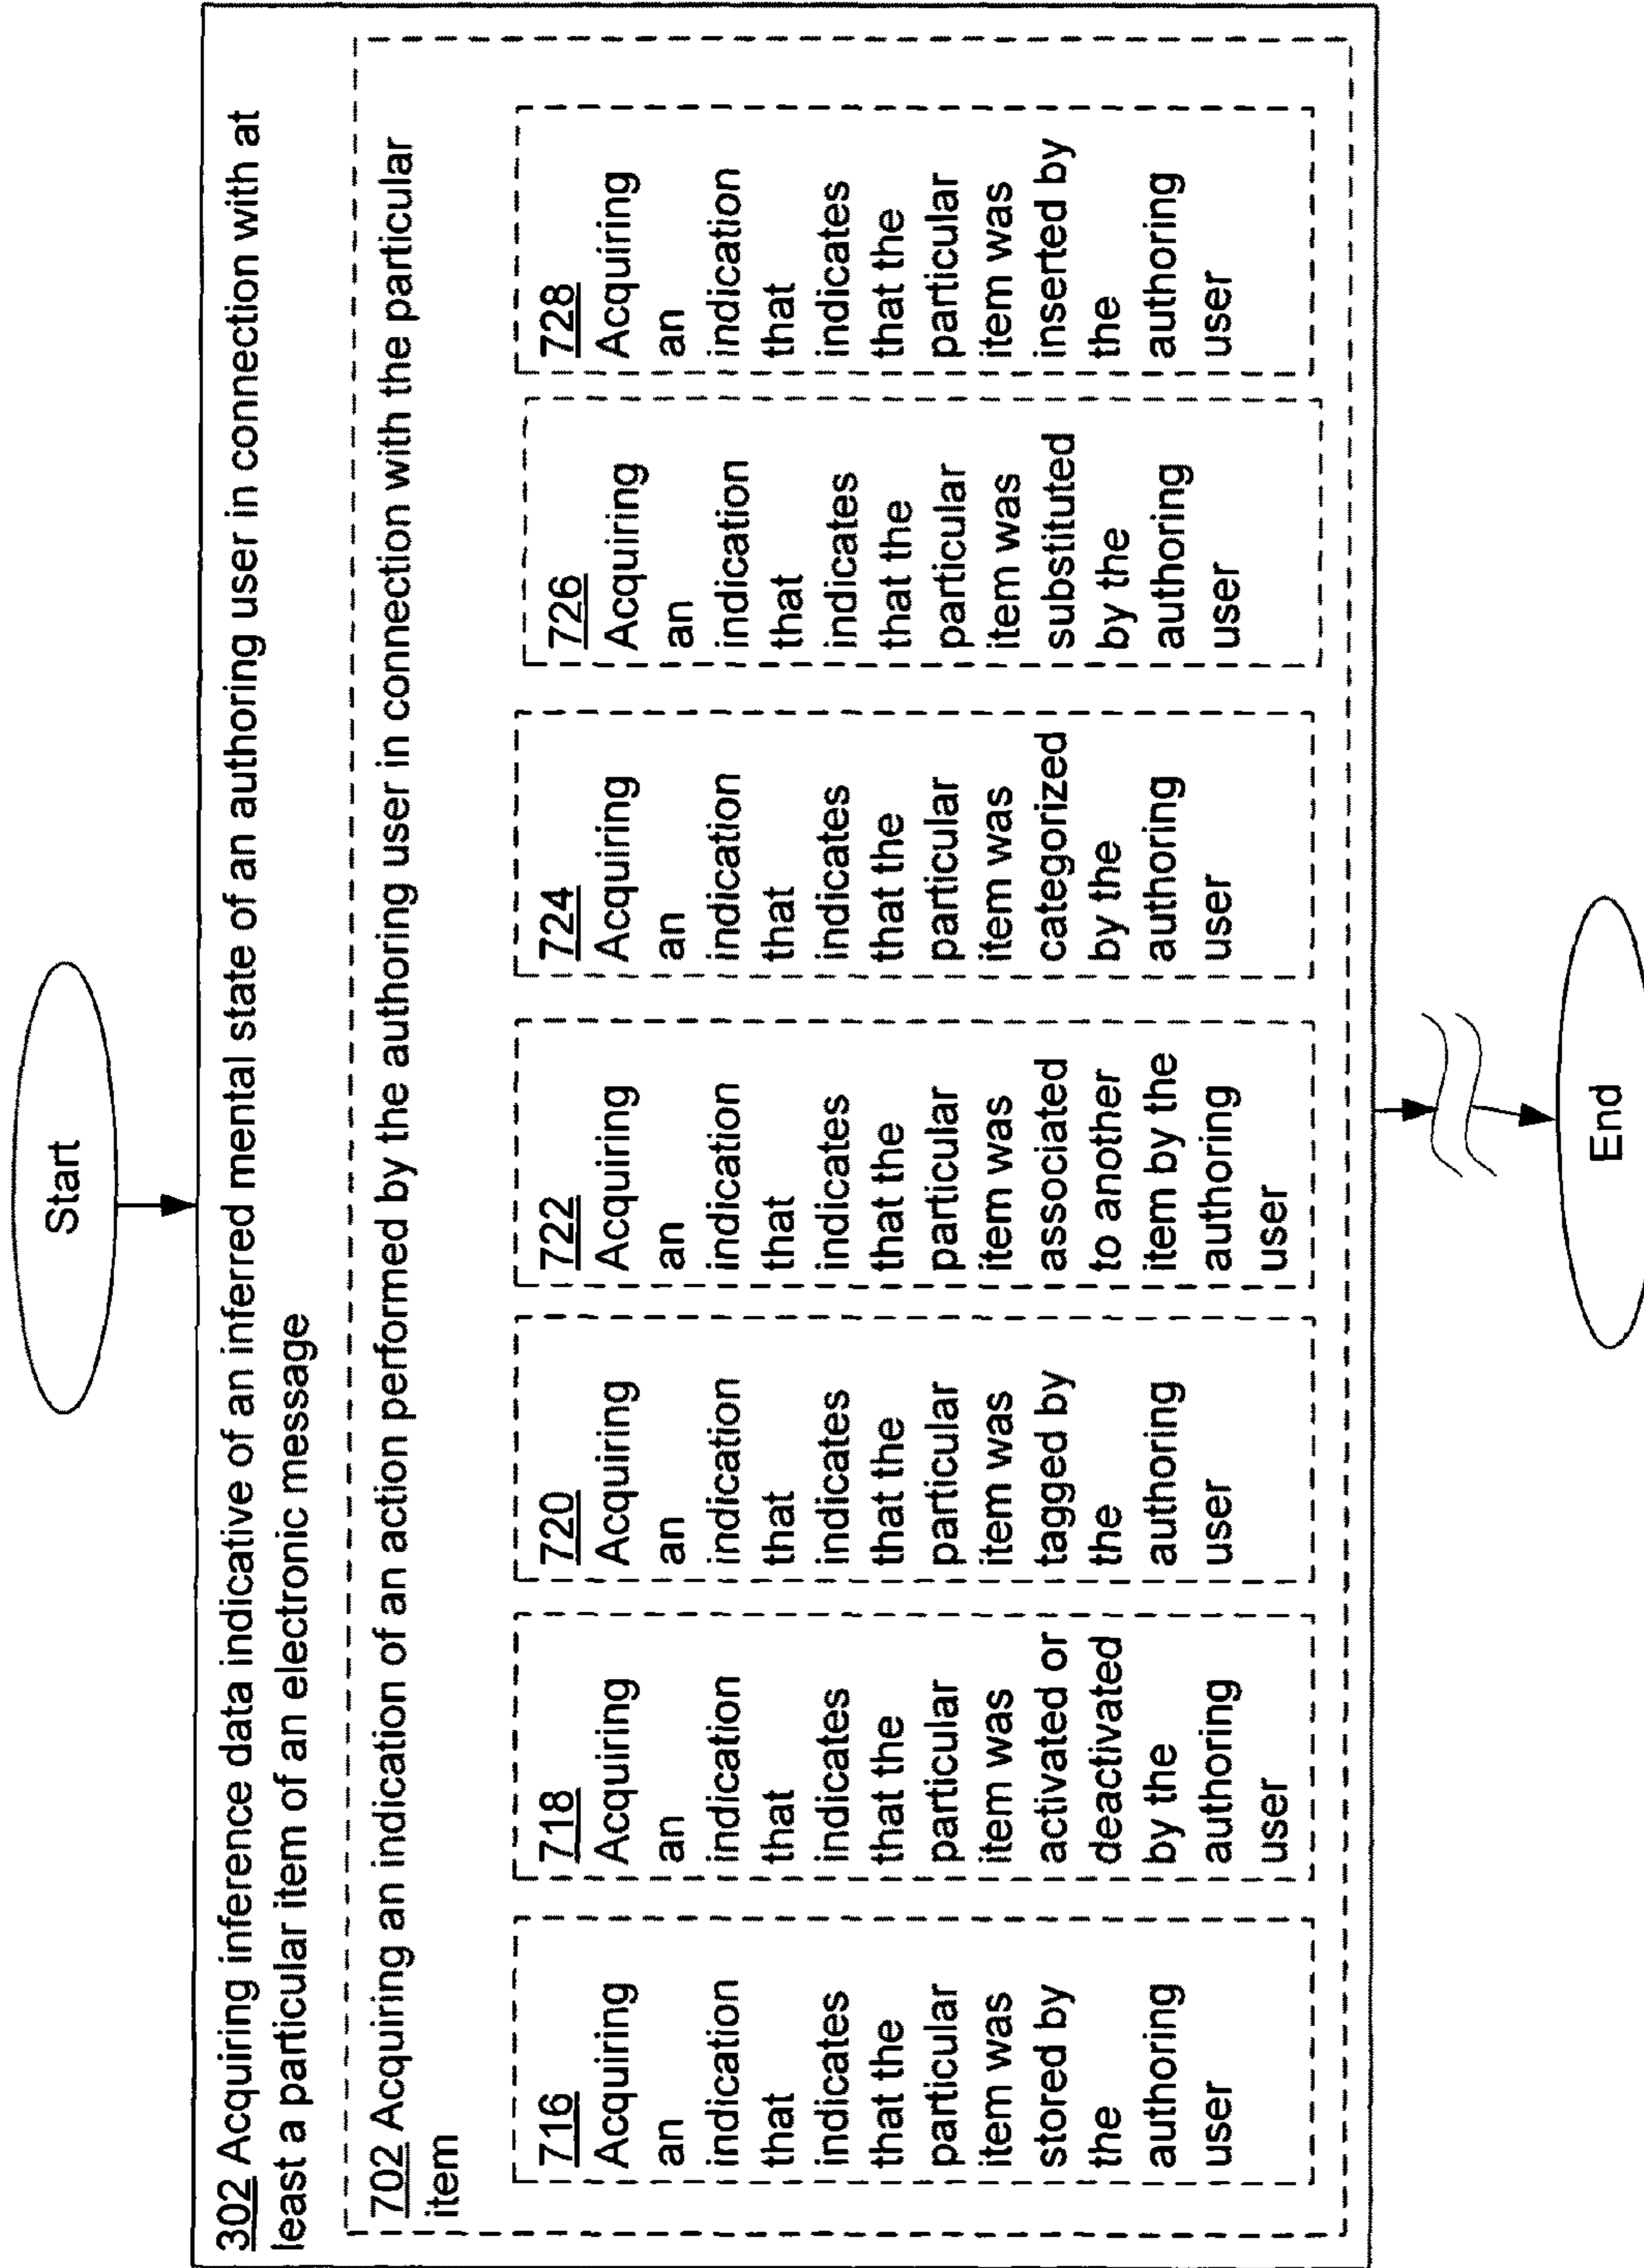 Start
302 Acquiring inference data indicative of an inferred mental state of an authoring user in connection with at
least a particular item of an electronic message
702 Acquiring an indication of an action performed by the authoring user in connection with the particular
item
716
Acquiring
an
indication
that
indicates
that the
particular
item was
stored by
the
authoring
user
718
Acquiring
an
indication
that
indicates
that the
particular
item was
activated or
deactivated
by the
authoring
user
720
Acquiring
an
indication
that
indicates
that the
particular
item was
tagged by
the
authoring
user
722
Acquiring
an
indication
that
indicates
that the
particular
item was
associated
to another
item by the
authoring
user
724
Acquiring
an
indication
that
indicates
that the
particular
item was
categorized
by the
authoring
user
726
Acquiring
an
indication
that
indicates
that the
particular
item was
substituted
by the
authoring
user
728
Acquiring
an
indication
that
indicates
that the
particular
item was
inserted by
the
authoring
user
End